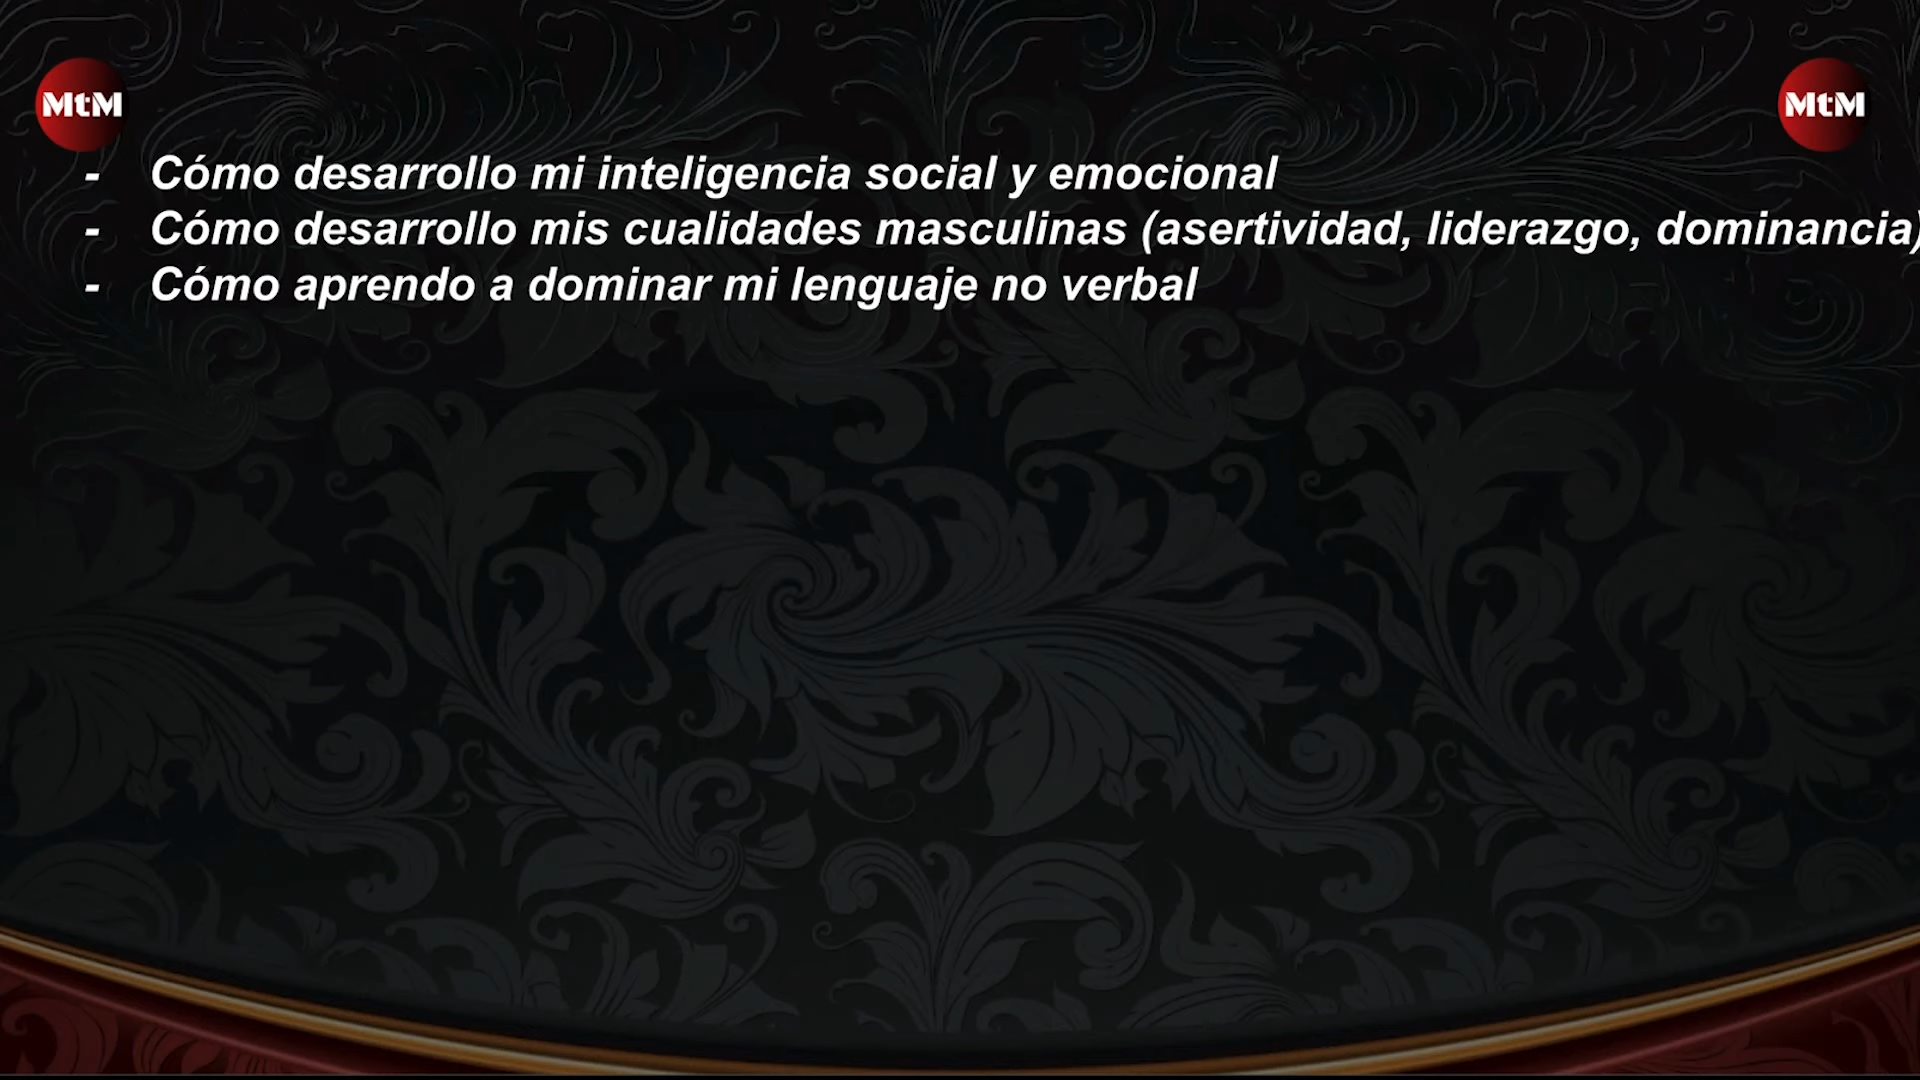 MtM MtM
- Cómo desarrollo mi inteligencia social y emocional
- Cómo desarrollo mis cualidades masculinas (asertividad, liderazgo, dominancia)
- Cómo aprendo a dominar mi lenguaje no verbal